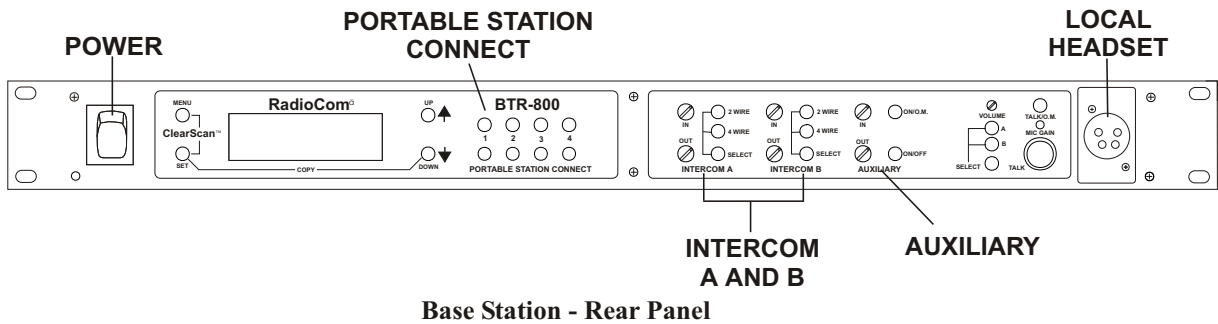 PORTABLE STATION
CONNECT
LOCAL
HEADSET
POWER
MENU
ClearScan™
SET
RadioCom
COPY
UP
DOWN
BTR-800
1 2 3 4
PORTABLE STATION CONNECT
IN
OUT
2 WIRE
4 WIRE
SELECT
INTERCOM A
IN
OUT
2 WIRE
4 WIRE
SELECT
INTERCOM B
IN
OUT
ON/O.M.
ON/OFF
AUXILIARY
VOLUME
A
B
SELECT
TALK/O.M.
MIC GAIN
TALK
INTERCOM
A AND B
AUXILIARY
Base Station - Rear Panel